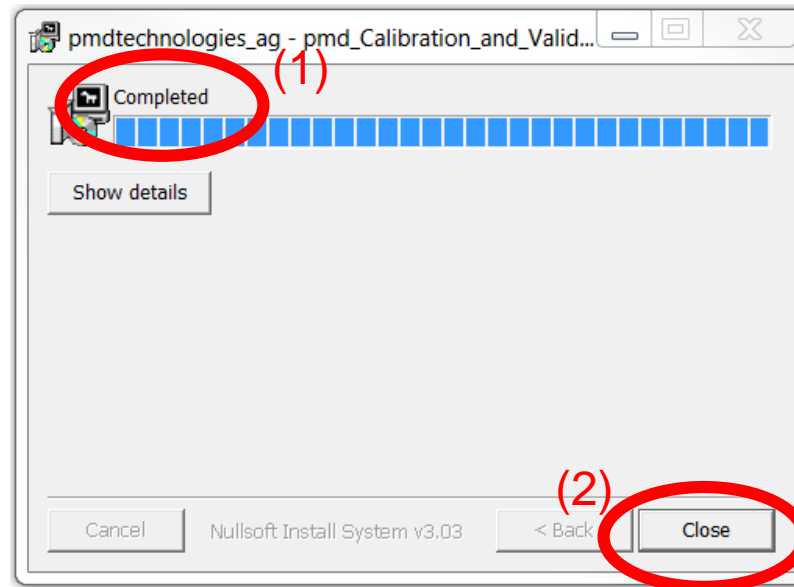 pmdtechnologies_ag - pmd_Calibration_and_Valid...
(1)
Completed
Show details
(2)
Cancel
Nullsoft Install System v3.03
< Back
Close